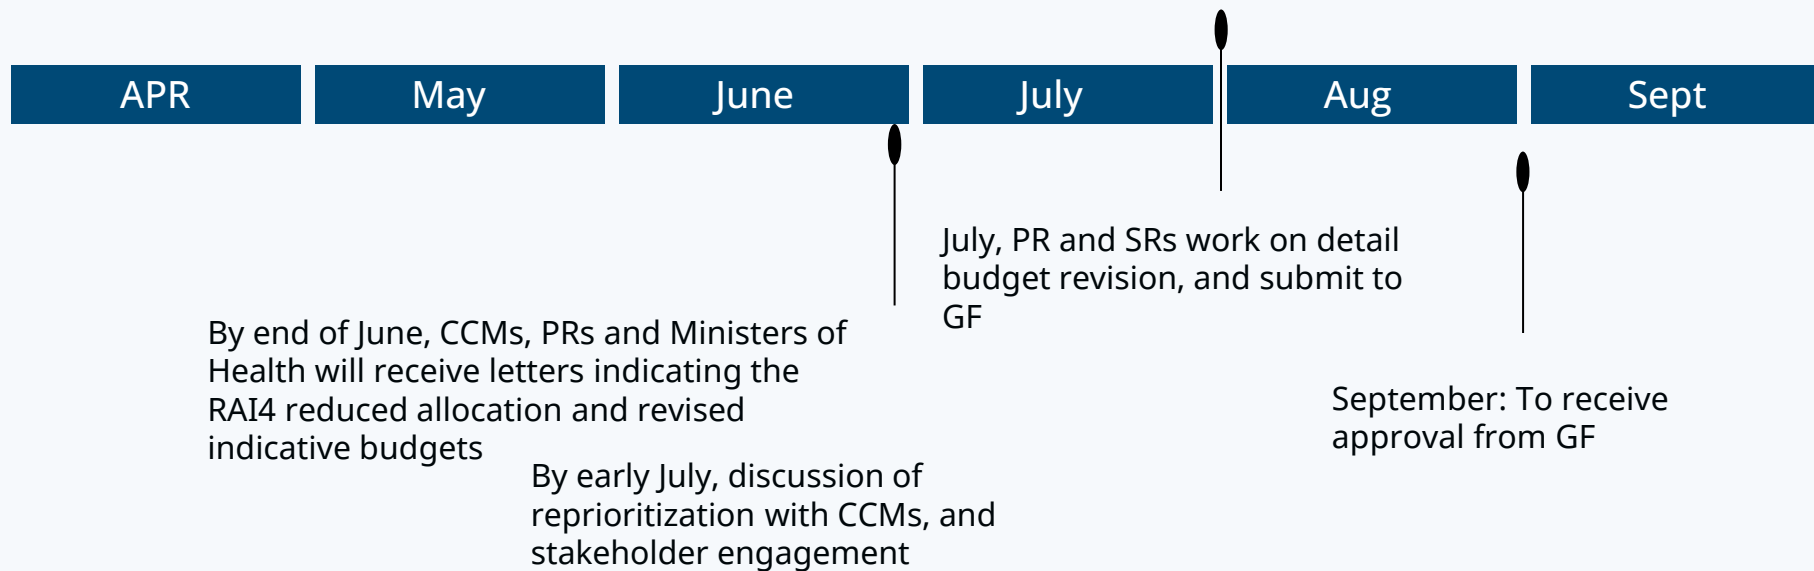 APR
May
June
July
Aug
Sept
July, PR and SRs work on detail
budget revision, and submit to
GF
By end of June, CCMs, PRs and Ministers of
Health will receive letters indicating the
RAI4 reduced allocation and revised
indicative budgets
September: To receive
approval from GF
By early July, discussion of
reprioritization with CCMs, and
stakeholder engagement